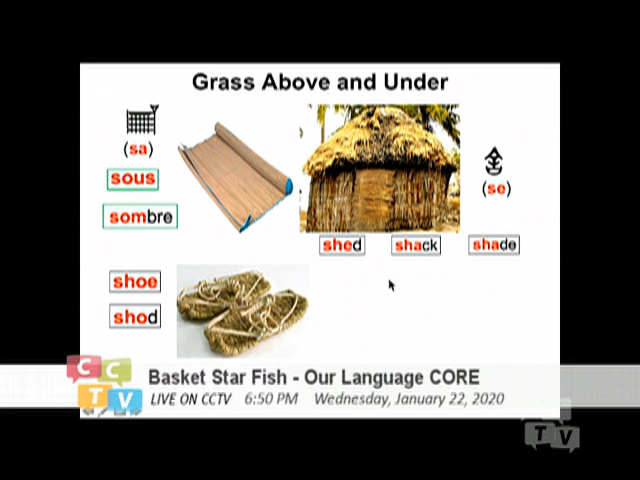 Grass Above and Under
(sa)
sous
sombre
(se)
shed
shack
shade
shoe
shod
CCTV
Basket Star Fish - Our Language CORE
LIVE ON CCTV 6:50 PM Wednesday, January 22, 2020
TV